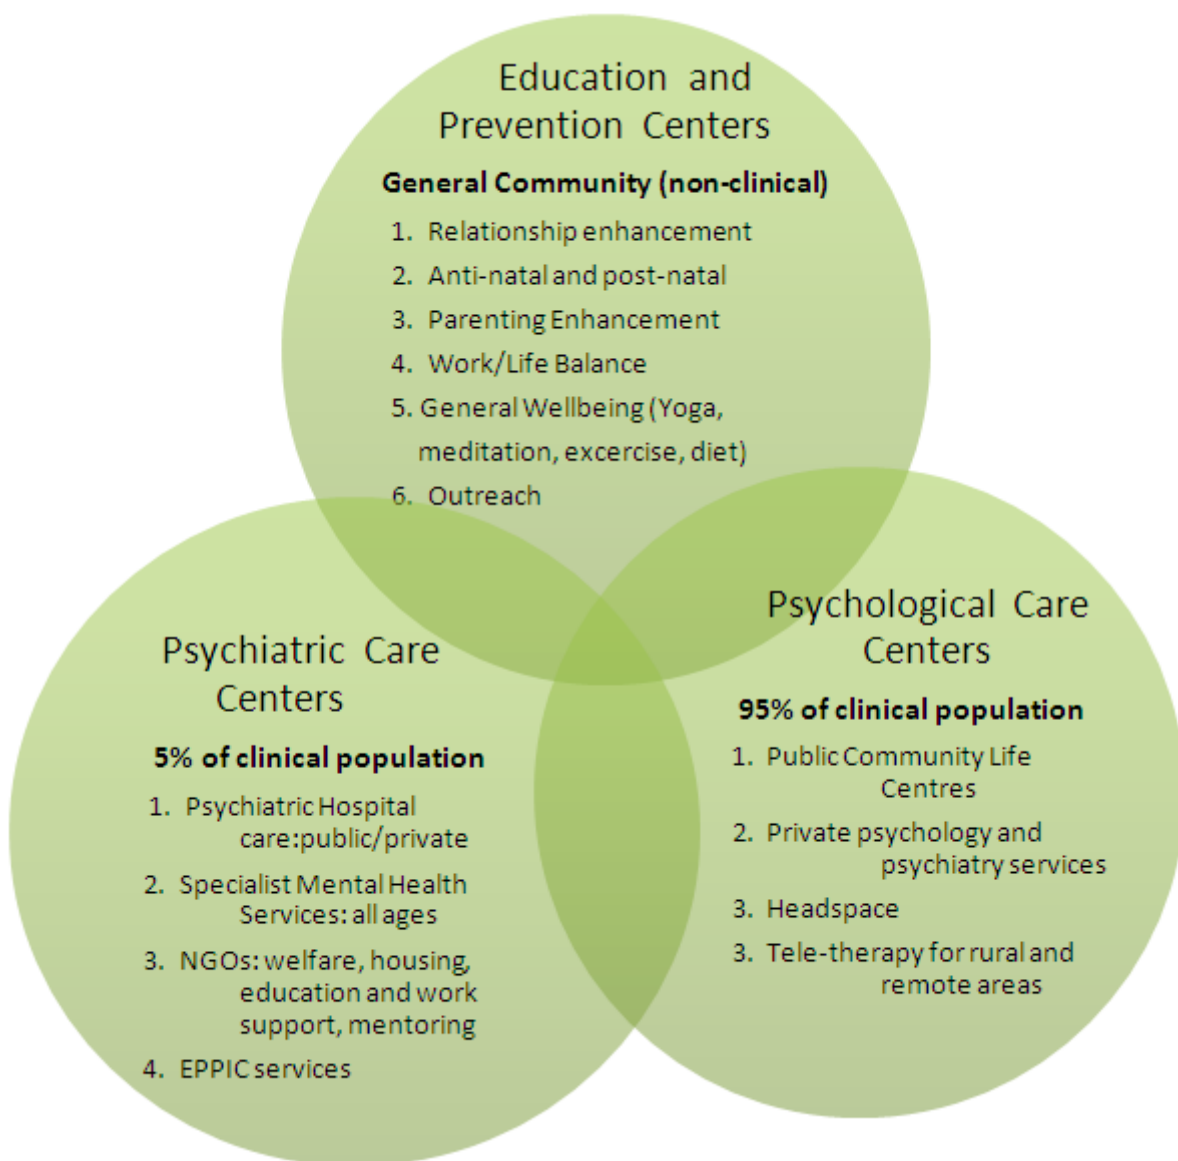 Education and
Prevention Centers
General Community (non-clinical)
1. Relationship enhancement
2. Anti-natal and post-natal
3. Parenting Enhancement
4. Work/Life Balance
5. General Wellbeing (Yoga,
meditation, excercise, diet)
6. Outreach
Psychiatric Care
Centers
5% of clinical population
1. Psychiatric Hospital
care:public/private
2. Specialist Mental Health
Services: all ages
3. NGOs: welfare, housing,
education and work
support, mentoring
4. EPPIC services
Psychological Care
Centers
95% of clinical population
1. Public Community Life
Centres
2. Private psychology and
psychiatry services
3. Headspace
3. Tele-therapy for rural and
remote areas